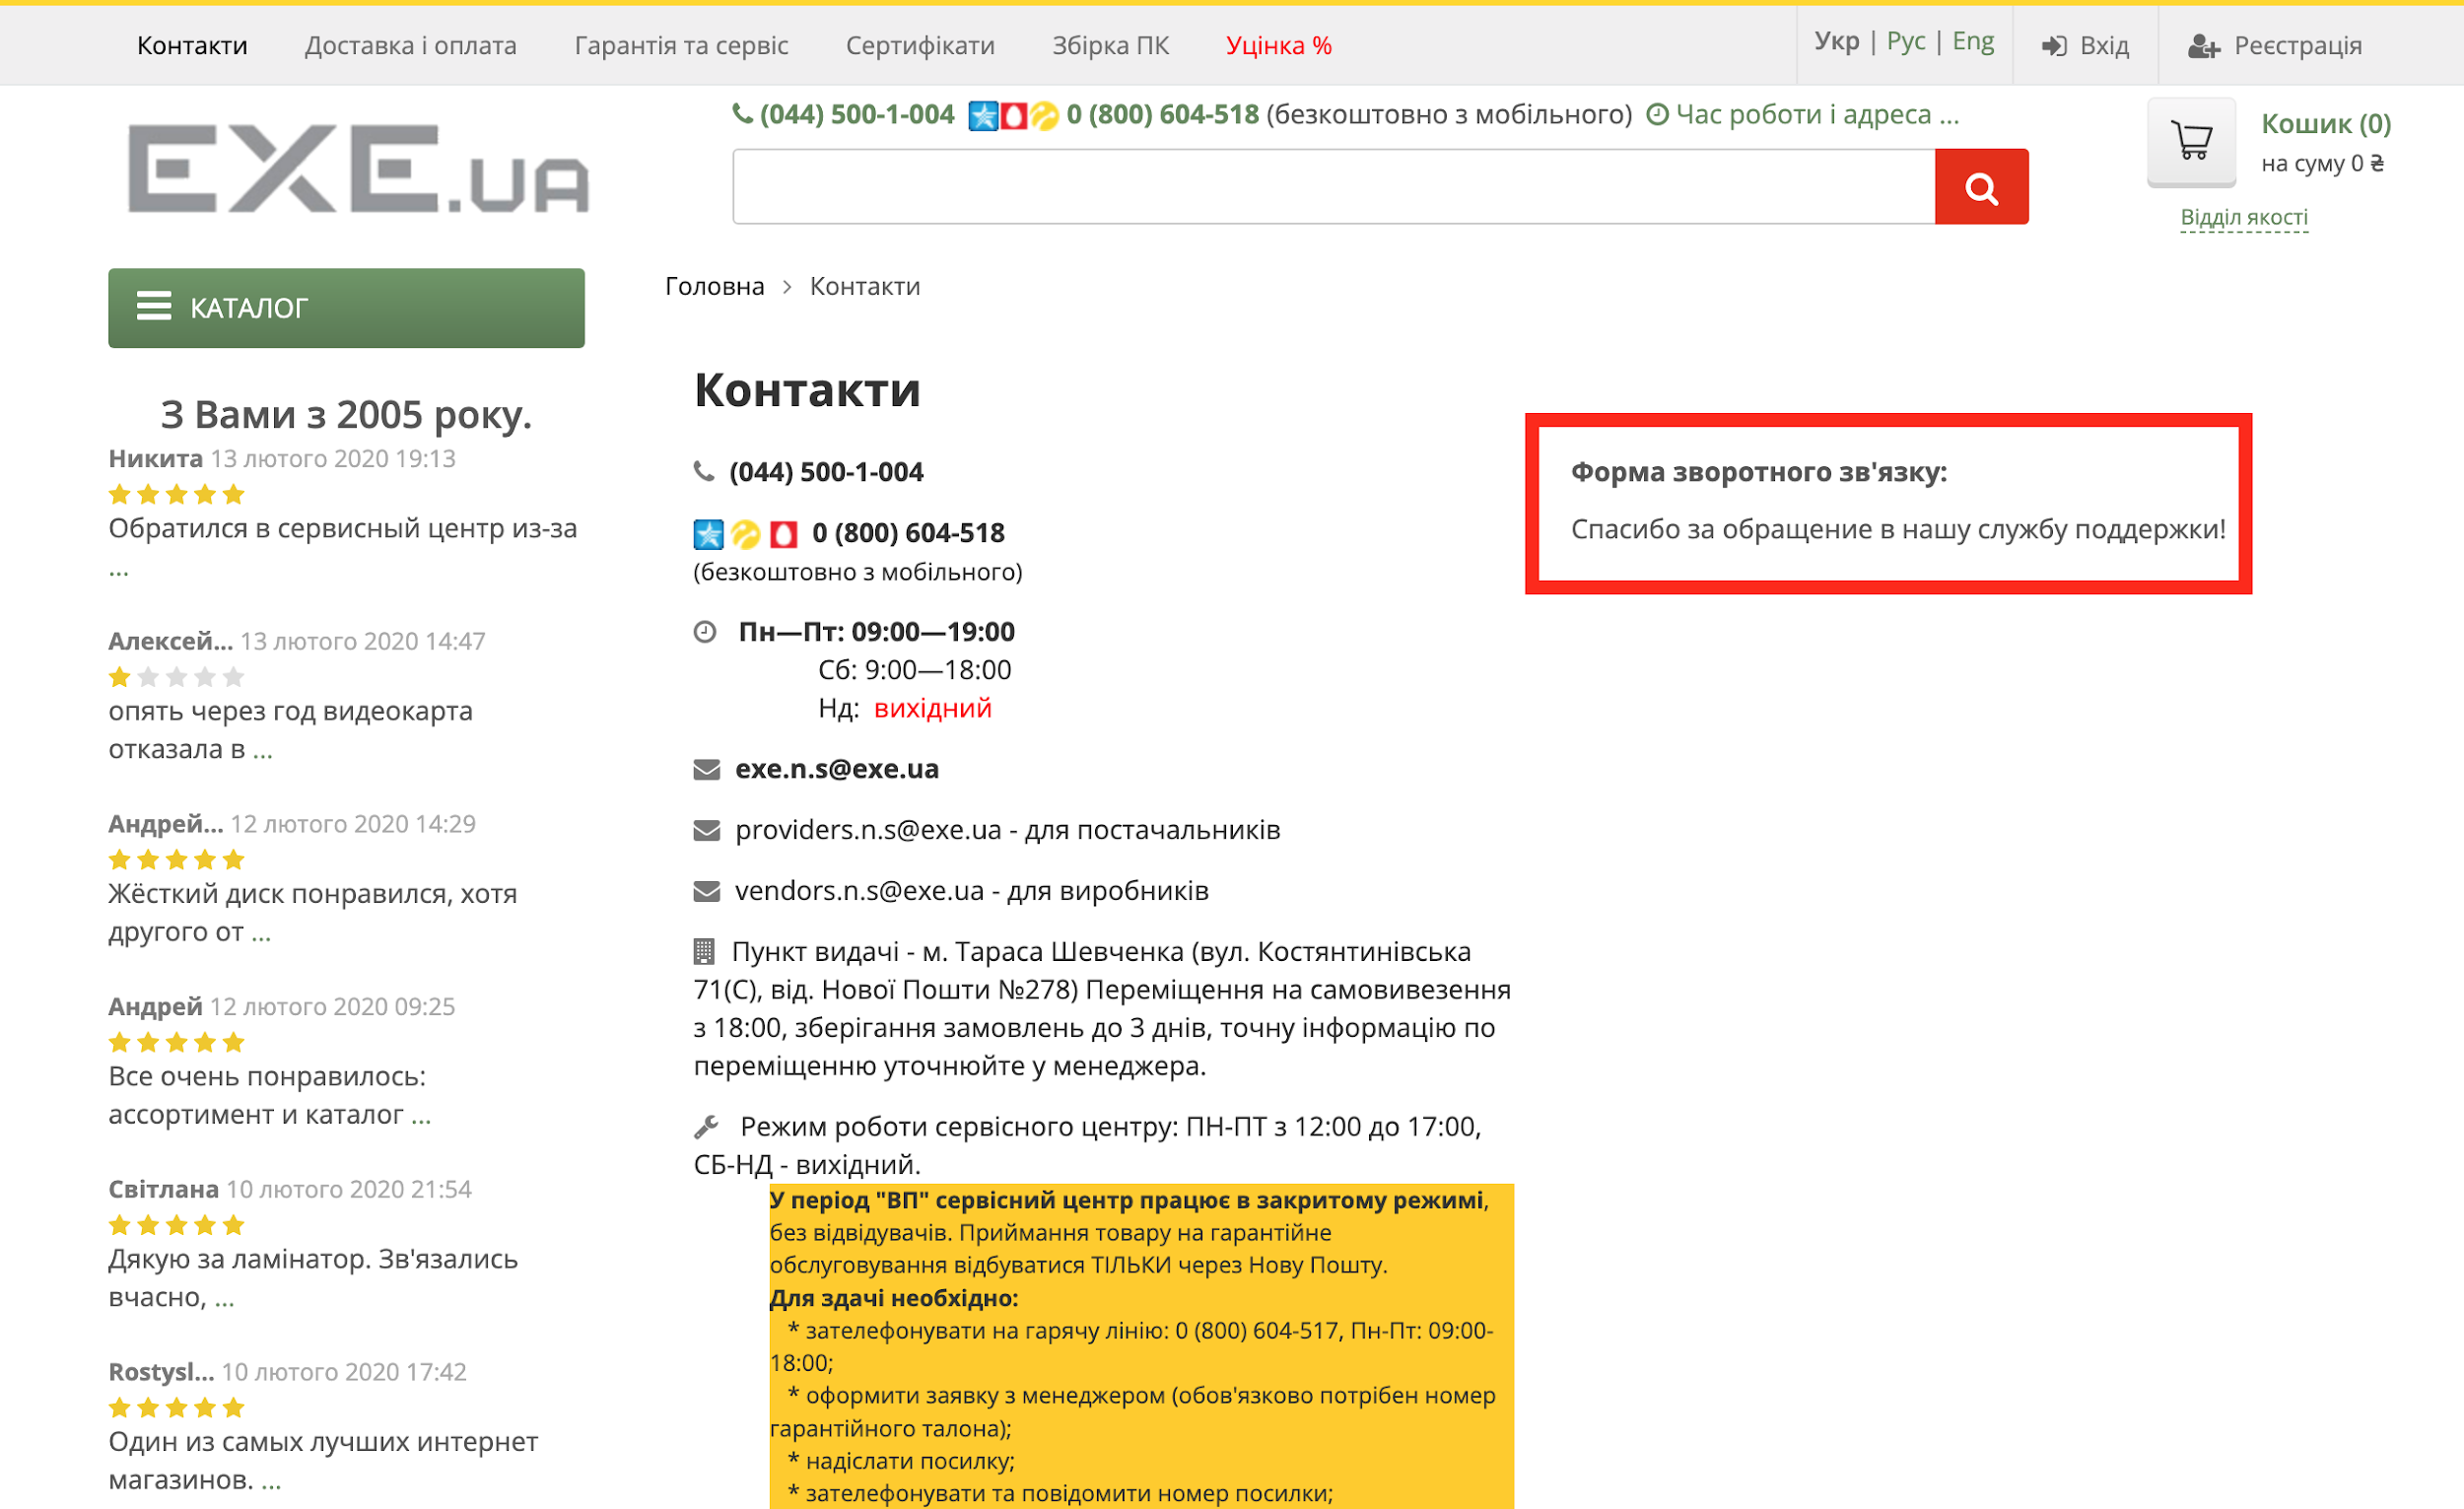 Контакти Доставка і оплата Гарантія та сервіс Сертифікати Збірка ПК Уцінка % Укр | Рус | Eng Вхід Реєстрація
EXE.UA
(044) 500-1-004 0 (800) 604-518 (безкоштовно з мобільного) Час роботи і адреса ...
Кошик (0)
на суму 0 ₴
Відділ якості
КАТАЛОГ
З Вами з 2005 року.
Никита 13 лютого 2020 19:13
Обратился в сервисный центр из-за
...
Алексей... 13 лютого 2020 14:47
опять через год видеокарта
отказала в ...
Андрей... 12 лютого 2020 14:29
Жёсткий диск понравился, хотя
другого от ...
Андрей 12 лютого 2020 09:25
Все очень понравилось:
ассортимент и каталог ...
Світлана 10 лютого 2020 21:54
Дякую за ламінатор. Зв'язались
вчасно, ...
Rostysl... 10 лютого 2020 17:42
Один из самых лучших интернет
магазинов. ...
Головна > Контакти
Контакти
(044) 500-1-004
0 (800) 604-518
(безкоштовно з мобільного)
Пн—Пт: 09:00—19:00
Сб: 9:00—18:00
Нд: вихідний
exe.n.s@exe.ua
providers.n.s@exe.ua - для постачальників
vendors.n.s@exe.ua - для виробників
Пункт видачі - м. Тараса Шевченка (вул. Костянтинівська
71(С), від. Нової Пошти №278) Переміщення на самовивезення
з 18:00, зберігання замовлень до 3 днів, точну інформацію по
переміщенню уточнюйте у менеджера.
Режим роботи сервісного центру: ПН-ПТ з 12:00 до 17:00,
СБ-НД - вихідний.
У період "ВП" сервісний центр працює в закритому режимі,
без відвідувачів. Приймання товару на гарантійне
обслуговування відбуватися ТІЛЬКИ через Нову Пошту.
Для здачі необхідно:
* зателефонувати на гарячу лінію: 0 (800) 604-517, Пн-Пт: 09:00-
18:00;
* оформити заявку з менеджером (обов'язково потрібен номер
гарантійного талона);
* надіслати посилку;
* зателефонувати та повідомити номер посилки;
Форма зворотного зв'язку:
Спасибо за обращение в нашу службу поддержки!